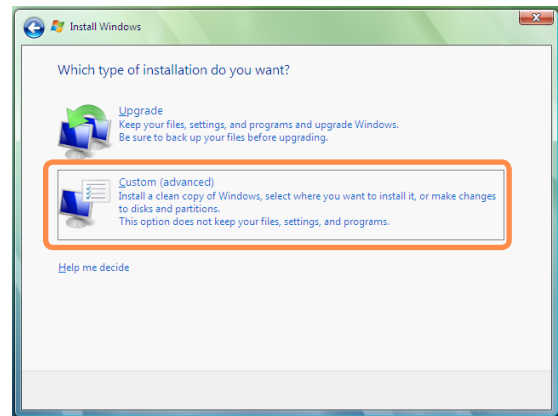 Install Windows
Which type of installation do you want?
Upgrade
Keep your files, settings, and programs and upgrade Windows.
Be sure to back up your files before upgrading.
Custom (advanced)
Install a clean copy of Windows, select where you want to install it, or make changes
to disks and partitions.
This option does not keep your files, settings, and programs.
Help me decide